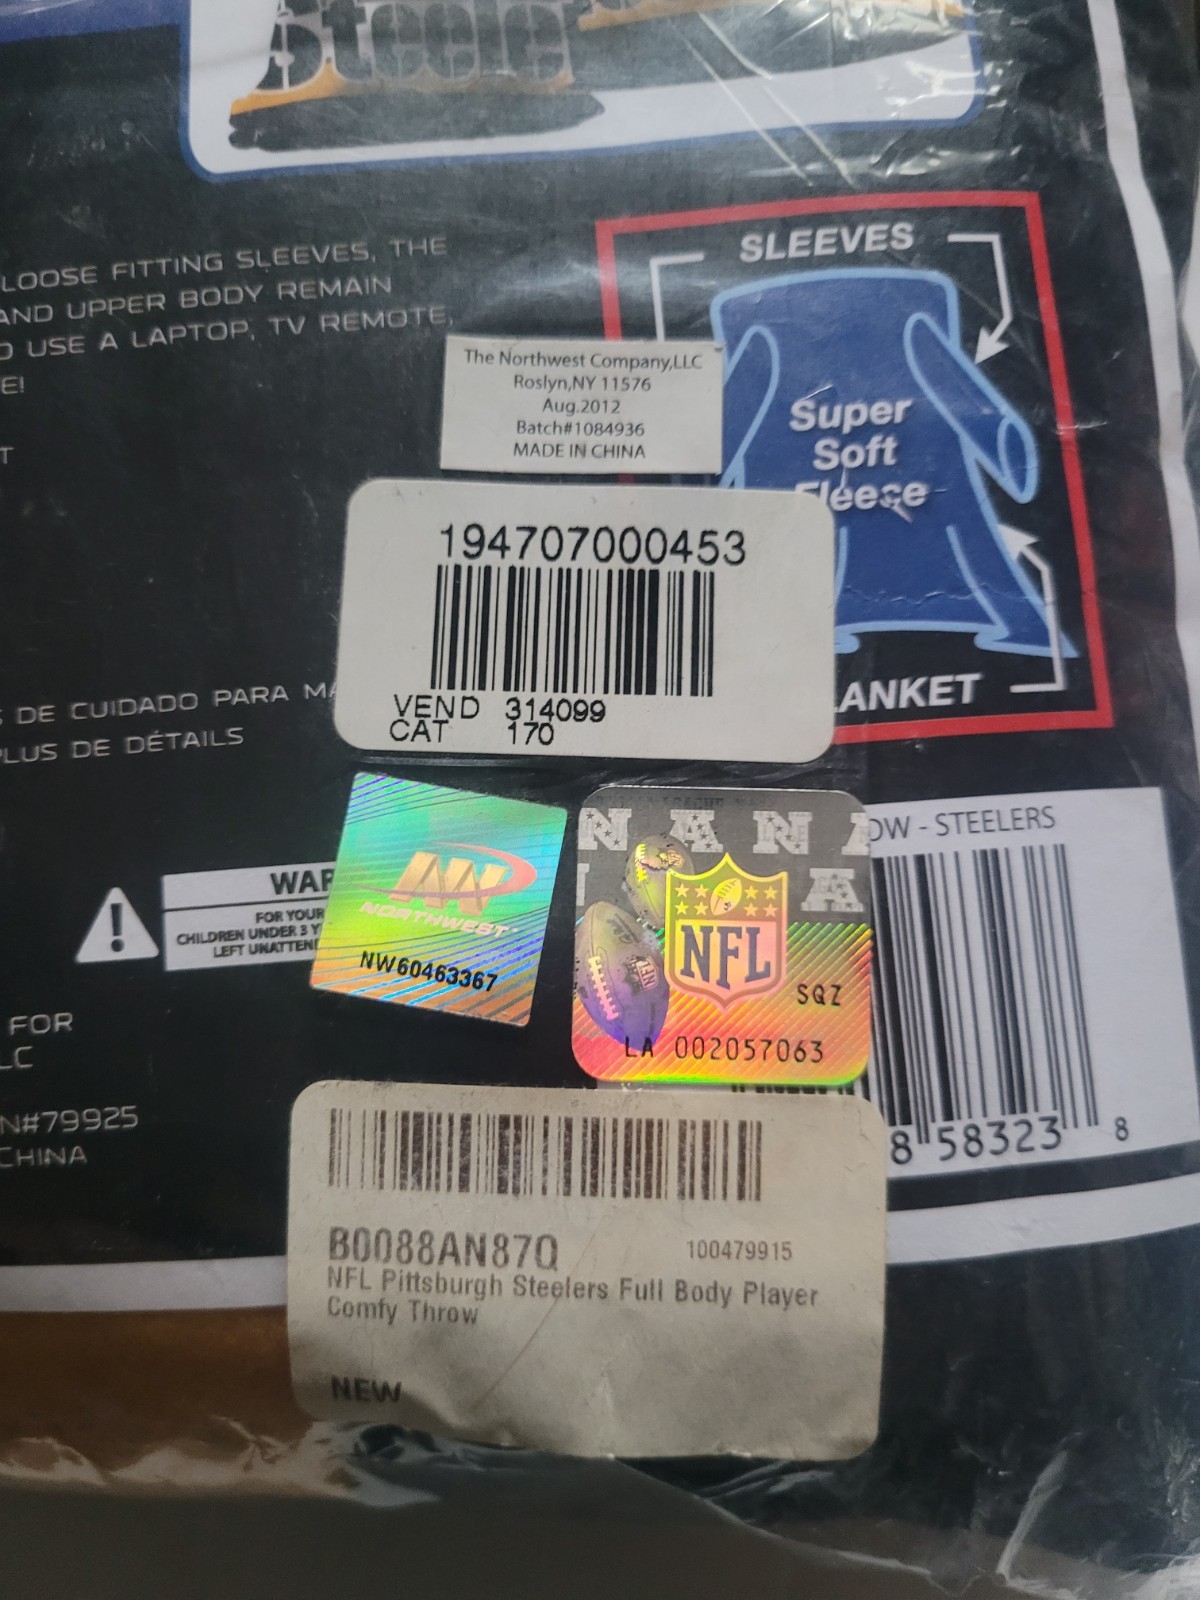 Steeler
LOOSE FITTING SLEEVES, THE
AND UPPER BODY REMAIN
O USE A LAPTOP, TV REMOTE,
E!
T
SLEEVES
Super
Soft
Fleece
LANKET
The Northwest Company,LLC
Roslyn,NY 11576
Aug.2012
Batch#1084936
MADE IN CHINA
194707000453
VEND 314099
CAT 170
S DE CUIDADO PARA MA
PLUS DE DÉTAILS
WAR
FOR YOUR
CHILDREN UNDER 3 Y
LEFT UNATTEN
NORTHWEST
NW60463367
N A N A
NFL
SQZ
LA 002057063
OW - STEELERS
8 58323 8
FOR
LC
N#79925
CHINA
B0088AN87Q 100479915
NFL Pittsburgh Steelers Full Body Player
Comfy Throw
NEW